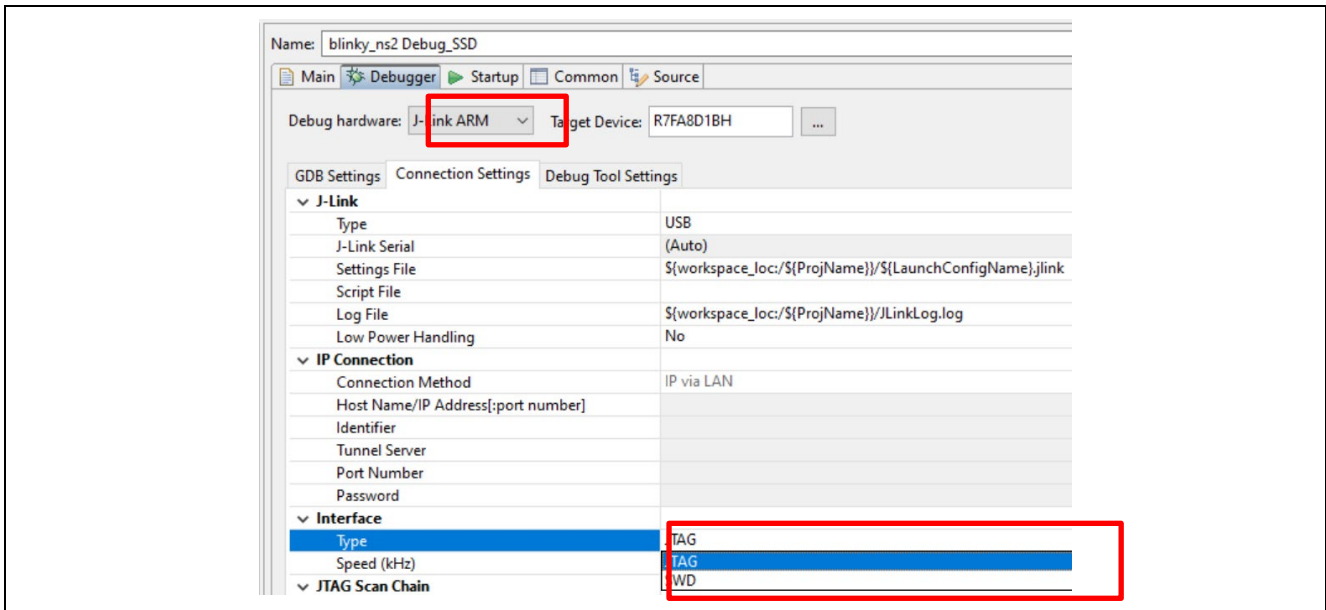 Name: blinky_ns2 Debug_SSD
Main Debugger Startup Common Source
Debug hardware: J-Link ARM Target Device: R7FA8D1BH ...
GDB Settings Connection Settings Debug Tool Settings
J-Link
Type USB
J-Link Serial (Auto)
Settings File ${workspace_loc:/${ProjName}}/${LaunchConfigName}.jlink
Script File
Log File ${workspace_loc:/${ProjName}}/JLinkLog.log
Low Power Handling No
IP Connection
Connection Method IP via LAN
Host Name/IP Address[:port number]
Identifier
Tunnel Server
Port Number
Password
Interface
Type JTAG
JTAG
Speed (kHz)
SWD
JTAG Scan Chain